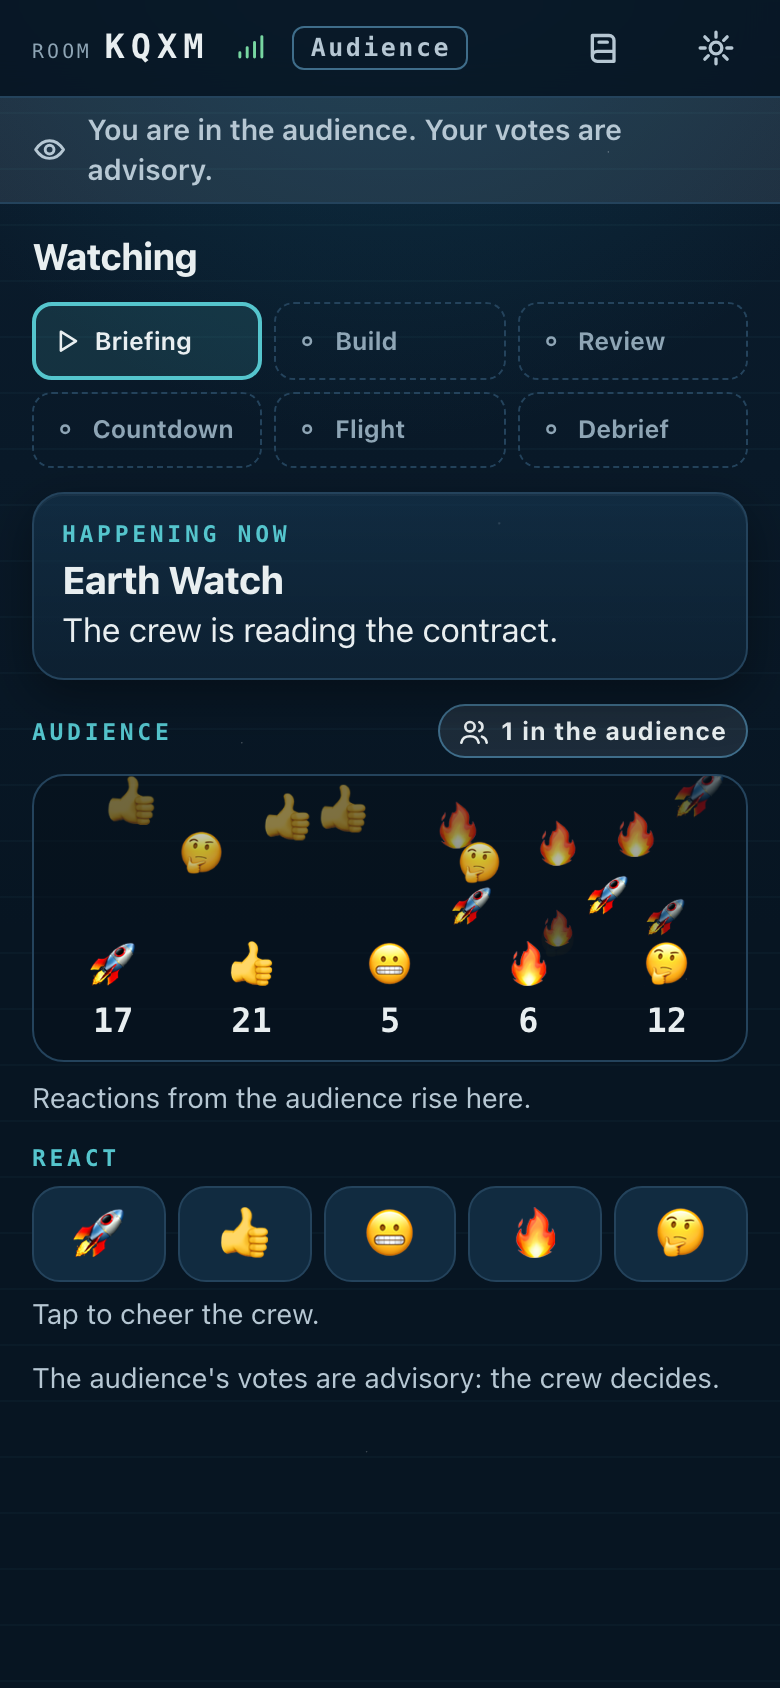 ROOM KQXM Audience
You are in the audience. Your votes are
advisory.
Watching
Briefing Build Review
Countdown Flight Debrief
HAPPENING NOW
Earth Watch
The crew is reading the contract.
AUDIENCE 1 in the audience
17 21 5 6 12
Reactions from the audience rise here.
REACT
Tap to cheer the crew.
The audience's votes are advisory: the crew decides.